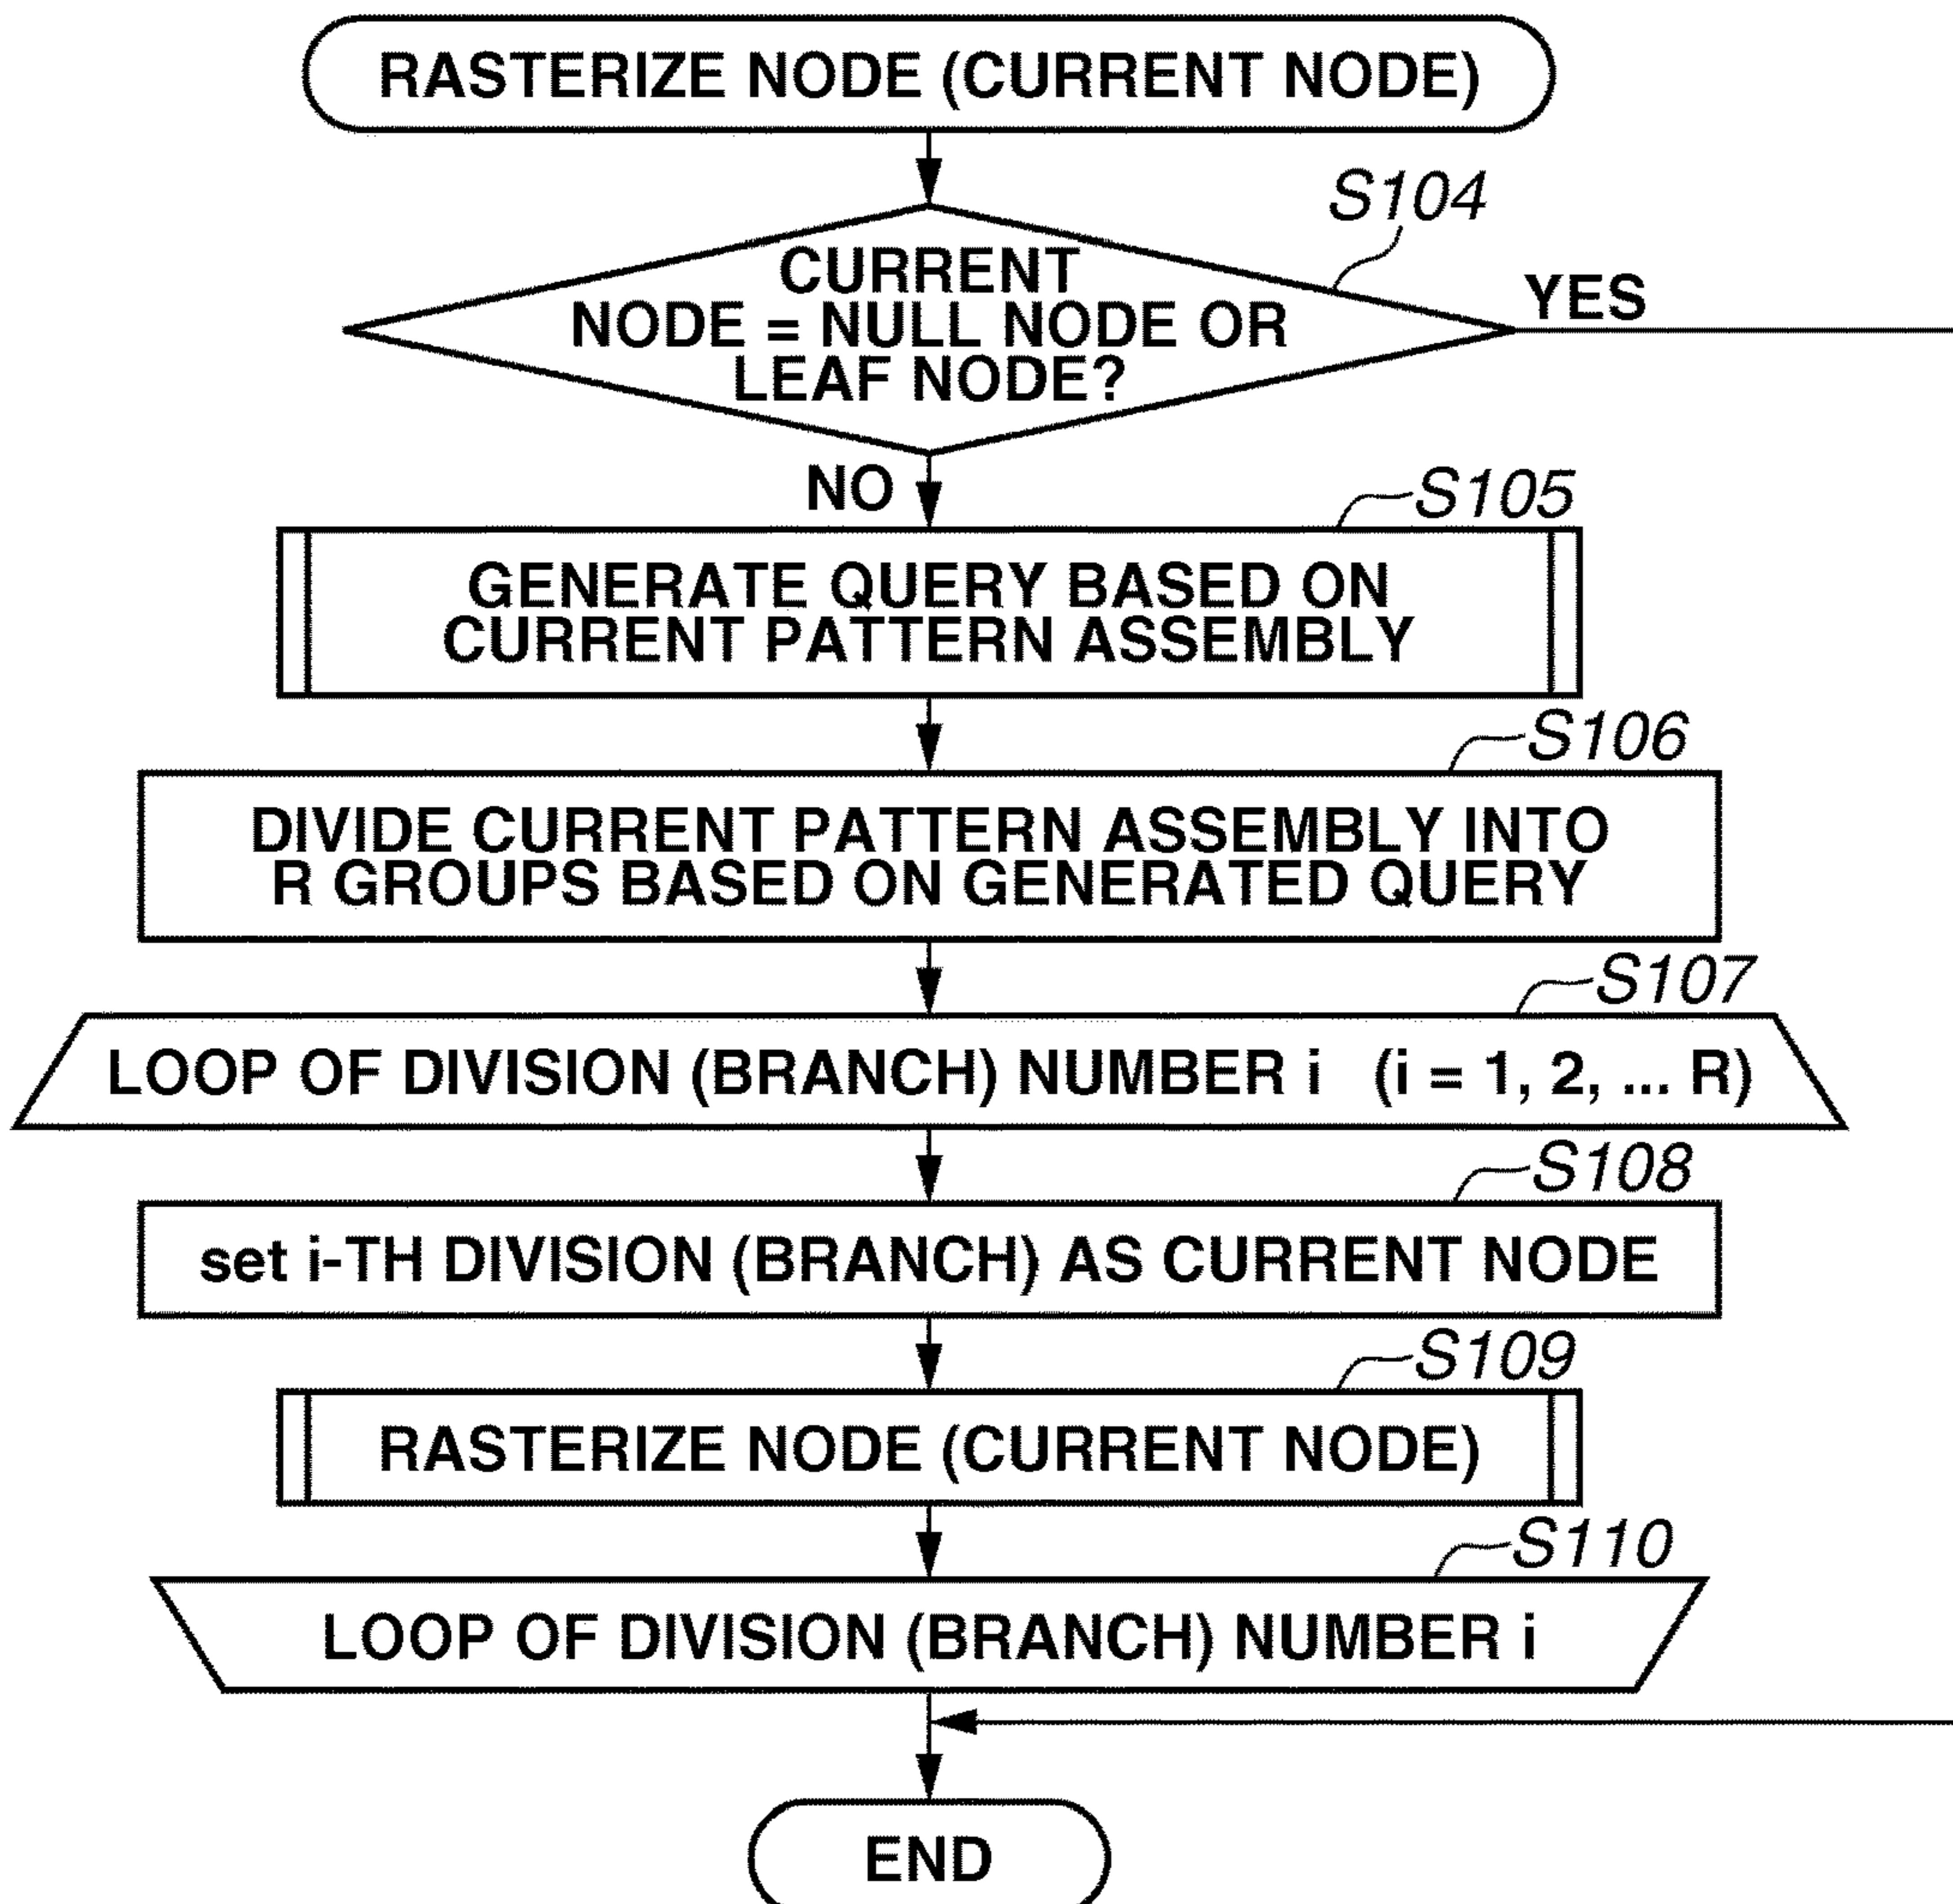 RASTERIZE NODE (CURRENT NODE)
S104
CURRENT
NODE = NULL NODE OR
LEAF NODE?
YES
NO
S105
GENERATE QUERY BASED ON
CURRENT PATTERN ASSEMBLY
S106
DIVIDE CURRENT PATTERN ASSEMBLY INTO
R GROUPS BASED ON GENERATED QUERY
S107
LOOP OF DIVISION (BRANCH) NUMBER i (i = 1, 2, ... R)
S108
set i-TH DIVISION (BRANCH) AS CURRENT NODE
S109
RASTERIZE NODE (CURRENT NODE)
S110
LOOP OF DIVISION (BRANCH) NUMBER i
END